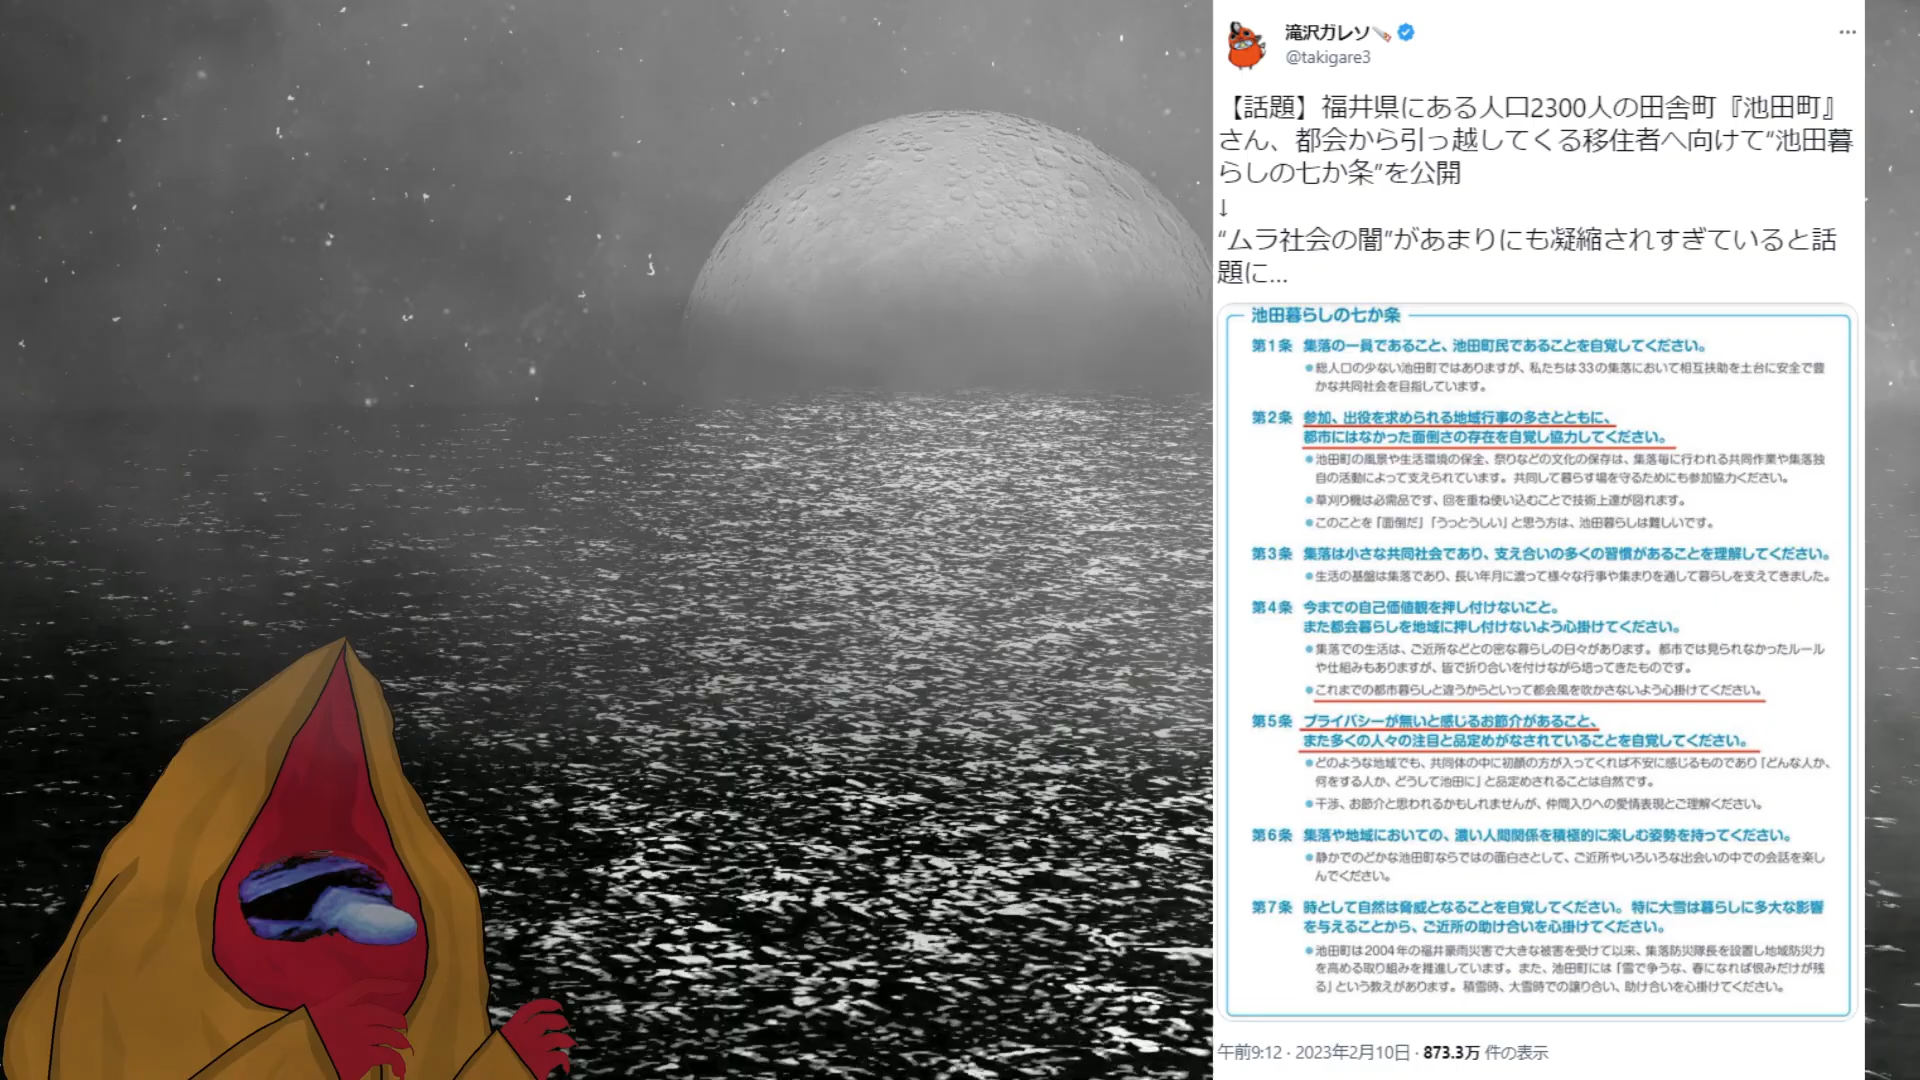 滝沢ガレソ
@takigare3
【話題】福井県にある人口2300人の田舎町『池田町』
さん、都会から引っ越してくる移住者へ向けて“池田暮
らしの七か条”を公開
↓
“ムラ社会の闇”があまりにも凝縮されすぎていると話
題に...
池田暮らしの七か条
第1条 集落の一員であること、池田町民であることを自覚してください。
●総人口の少ない池田町ではありますが、私たちは33の集落において相互扶助を土台に安全で豊
かな共同社会を目指しています。
第2条 参加、出役を求められる地域行事の多さとともに、
都市にはなかった面倒さの存在を自覚し協力してください。
●池田町の風景や生活環境の保全、祭りなどの文化の保存は、集落毎に行われる共同作業や集落独
自の活動によって支えられています。共同して暮らす場を守るためにも参加協力ください。
●草刈り機は必需品です、回を重ね使い込むことで技術上達が図れます。
●このことを「面倒だ」「うっとうしい」と思う方は、池田暮らしは難しいです。
第3条 集落は小さな共同社会であり、支え合いの多くの習慣があることを理解してください。
●生活の基盤は集落であり、長い年月に渡って様々な行事や集まりを通して暮らしを支えてきました。
第4条 今までの自己価値観を押し付けないこと。
また都会暮らしを地域に押し付けないよう心掛けてください。
●集落での生活は、ご近所などとの密な暮らしの日々があります。都市では見られなかったルール
や仕組みもありますが、皆で折り合いを付けながら培ってきたものです。
●これまでの都市暮らしと違うからといって都会風を吹かさないよう心掛けてください。
第5条 プライバシーが無いと感じるお節介があること、
また多くの人々の注目と品定めがなされていることを自覚してください。
●どのような地域でも、共同体の中に初顔の方が入ってくれば不安に感じるものであり「どんな人か、
何をする人か、どうして池田に」と品定めされることは自然です。
●干渉、お節介と思われるかもしれませんが、仲間入りへの愛情表現とご理解ください。
第6条 集落や地域においての、濃い人間関係を積極的に楽しむ姿勢を持ってください。
●静かでのどかな池田町ならではの面白さとして、ご近所やいろいろな出会いの中での会話を楽し
んでください。
第7条 時として自然は脅威となることを自覚してください。特に大雪は暮らしに多大な影響
を与えることから、ご近所の助け合いを心掛けてください。
●池田町は2004年の福井豪雨災害で大きな被害を受けて以来、集落防災隊長を設置し地域防災力
を高める取り組みを推進しています。また、池田町には「雪で争うな、春になれば恨みだけが残
る」という教えがあります。積雪時、大雪時での譲り合い、助け合いを心掛けてください。
午前9:12 · 2023年2月10日 · 873.3万 件の表示